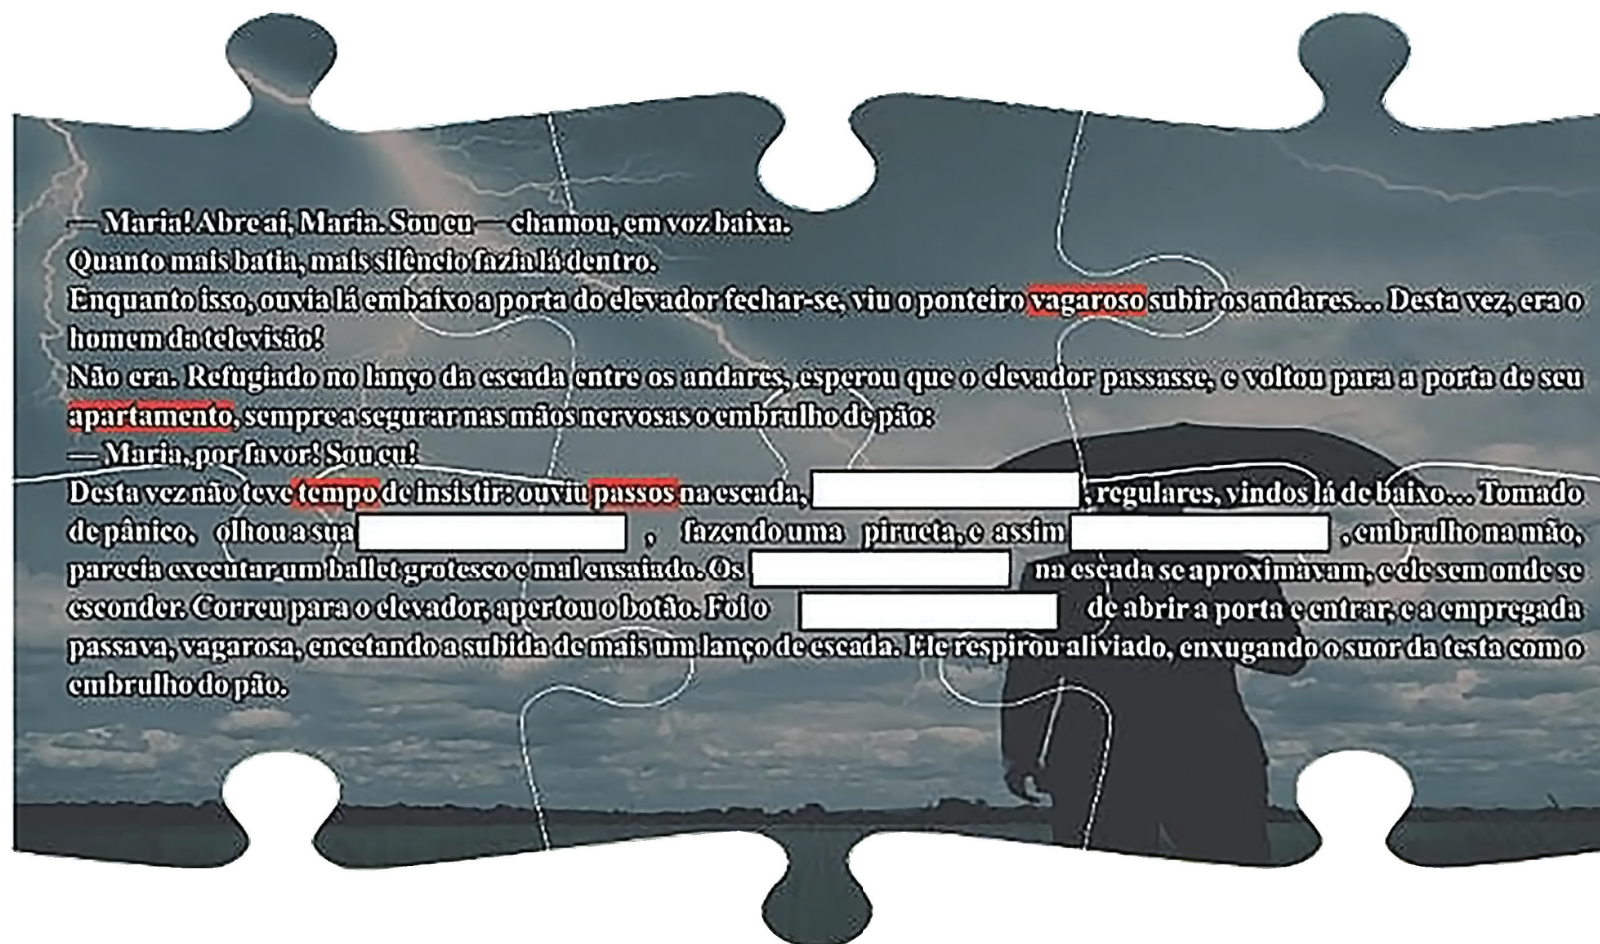 — Maria! Abre aí, Maria. Sou eu — chamou, em voz baixa.
Quanto mais batia, mais silêncio fazia lá dentro.
Enquanto isso, ouvia lá embaixo a porta do elevador fechar-se, viu o ponteiro vagaroso subir os andares... Desta vez, era o
homem da televisão!
Não era. Refugiado no lanço da escada entre os andares, esperou que o elevador passasse, e voltou para a porta de seu
apartamento, sempre a segurar nas mãos nervosas o embrulho de pão:
— Maria, por favor! Sou eu!
Desta vez não teve tempo de insistir: ouviu passos na escada, , regulares, vindos lá de baixo... Tomado
de pânico, olhou a sua , fazendo uma pirueta, e assim , embrulho na mão,
parecia executar um ballet grotesco e mal ensaiado. Os na escada se aproximavam, e ele sem onde se
esconder. Correu para o elevador, apertou o botão. Foi o de abrir a porta e entrar, e a empregada
passava, vagarosa, encetando a subida de mais um lanço de escada. Ele respirou aliviado, enxugando o suor da testa com o
embrulho do pão.